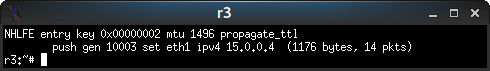 r3
NHLFE entry key 0x00000002 mtu 1496 propagate_ttl
push gen 10003 set eth1 ipv4 15.0.0.4 (1176 bytes, 14 pkts)
r3:~#